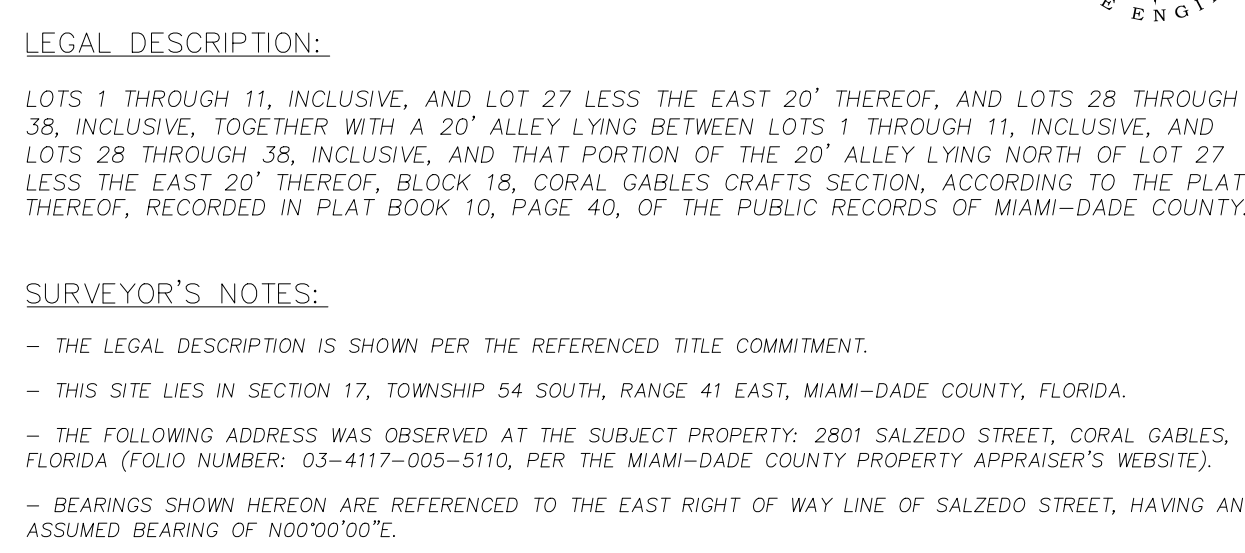 E ENGI
LEGAL DESCRIPTION:
LOTS 1 THROUGH 11, INCLUSIVE, AND LOT 27 LESS THE EAST 20' THEREOF, AND LOTS 28 THROUGH
38, INCLUSIVE, TOGETHER WITH A 20' ALLEY LYING BETWEEN LOTS 1 THROUGH 11, INCLUSIVE, AND
LOTS 28 THROUGH 38, INCLUSIVE, AND THAT PORTION OF THE 20' ALLEY LYING NORTH OF LOT 27
LESS THE EAST 20' THEREOF, BLOCK 18, CORAL GABLES CRAFTS SECTION, ACCORDING TO THE PLAT
THEREOF, RECORDED IN PLAT BOOK 10, PAGE 40, OF THE PUBLIC RECORDS OF MIAMI-DADE COUNTY.
SURVEYOR'S NOTES:
- THE LEGAL DESCRIPTION IS SHOWN PER THE REFERENCED TITLE COMMITMENT.
- THIS SITE LIES IN SECTION 17, TOWNSHIP 54 SOUTH, RANGE 41 EAST, MIAMI-DADE COUNTY, FLORIDA.
- THE FOLLOWING ADDRESS WAS OBSERVED AT THE SUBJECT PROPERTY: 2801 SALZEDO STREET, CORAL GABLES,
FLORIDA (FOLIO NUMBER: 03-4117-005-5110, PER THE MIAMI-DADE COUNTY PROPERTY APPRAISER'S WEBSITE).
- BEARINGS SHOWN HEREON ARE REFERENCED TO THE EAST RIGHT OF WAY LINE OF SALZEDO STREET, HAVING AN
ASSUMED BEARING OF N00°00'00"E.